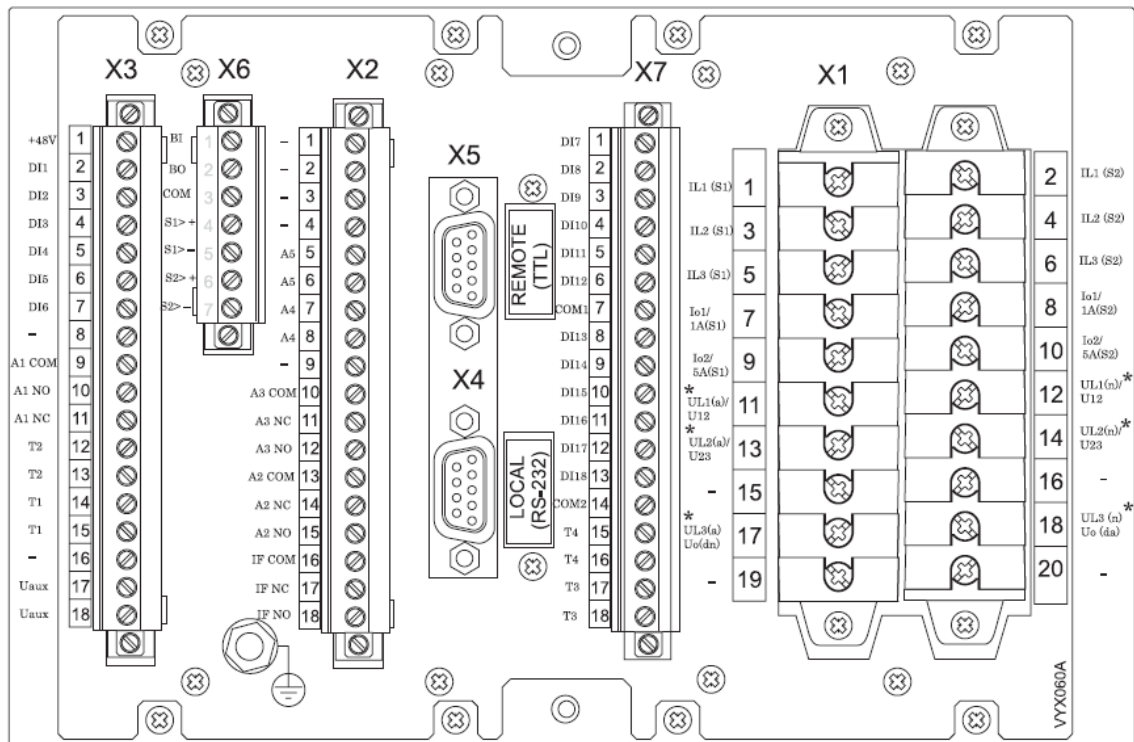 X3 X6 X2 X7 X1
+48V 1
DI1 2
DI2 3
DI3 4
DI4 5
DI5 6
DI6 7
- 8
A1 COM 9
A1 NO 10
A1 NC 11
T2 12
T2 13
T1 14
T1 15
- 16
Uaux 17
Uaux 18
BI 1
BO 2
COM 3
S1> + 4
S1> - 5
S2> + 6
S2> - 7
- 1
- 2
- 3
- 4
A5 5
A5 6
A4 7
A4 8
- 9
A3 COM 10
A3 NC 11
A3 NO 12
A2 COM 13
A2 NC 14
A2 NO 15
IF COM 16
IF NC 17
IF NO 18
X5
REMOTE
(TTL)
X4
LOCAL
(RS-232)
DI7 1
DI8 2
DI9 3
DI10 4
DI11 5
DI12 6
COM1 7
DI13 8
DI14 9
DI15 10
DI16 11
DI17 12
DI18 13
COM2 14
T4 15
T4 16
T3 17
T3 18
IL1 (S1) 1
IL2 (S1) 3
IL3 (S1) 5
Io1/
1A(S1) 7
Io2/
5A(S1) 9
*
UL1(a)/
U12 11
*
UL2(a)/
U23 13
- 15
*
UL3(a)
Uo(dn) 17
- 19
2 IL1 (S2)
4 IL2 (S2)
6 IL3 (S2)
8 Io1/
1A(S2)
10 Io2/
5A(S2)
12 UL1(n)/*
U12
14 UL2(n)/*
U23
16 -
18 UL3 (n)*
Uo (da)
20 -
VYX060A